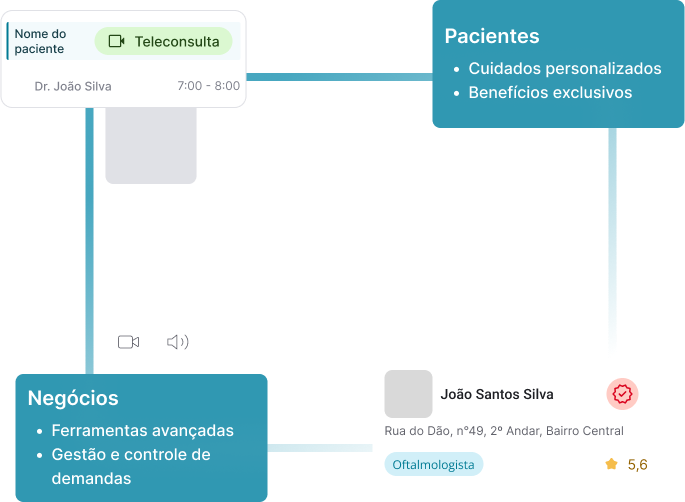 Nome do
paciente
Teleconsulta
Dr. João Silva
7:00 - 8:00
Pacientes
• Cuidados personalizados
• Benefícios exclusivos
Negócios
• Ferramentas avançadas
• Gestão e controle de
demandas
João Santos Silva
Rua do Dão, n°49, 2º Andar, Bairro Central
Oftalmologista
5,6